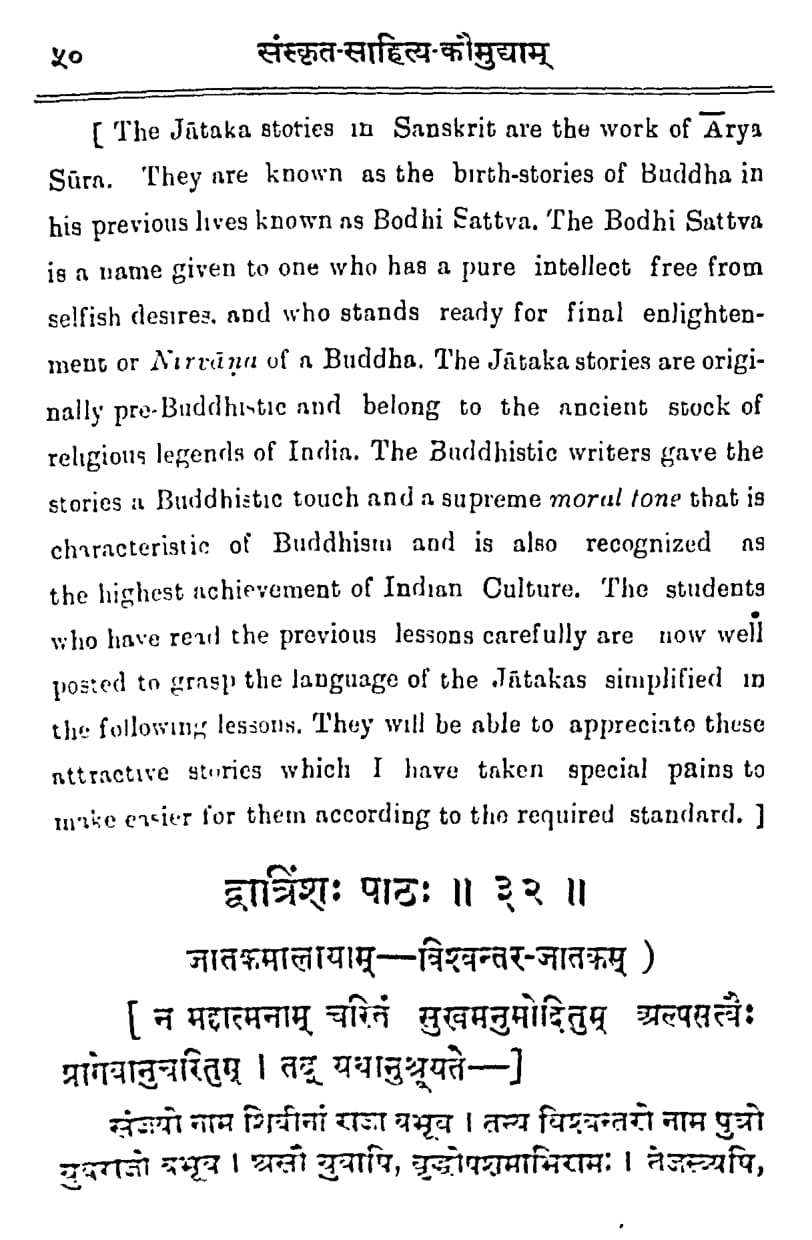 ५० संस्कृत-साहित्य-कौमुद्याम्
[ The Jātaka stories in Sanskrit are the work of Ārya
Sūra. They are known as the birth-stories of Buddha in
his previous lives known as Bodhi Sattva. The Bodhi Sattva
is a name given to one who has a pure intellect free from
selfish desires, and who stands ready for final enlighten-
ment or Nirvāṇa of a Buddha. The Jātaka stories are origi-
nally pre-Buddhistic and belong to the ancient stock of
religious legends of India. The Buddhistic writers gave the
stories a Buddhistic touch and a supreme moral tone that is
characteristic of Buddhism and is also recognized as
the highest achievement of Indian Culture. The students
who have read the previous lessons carefully are now well
posted to grasp the language of the Jātakas simplified in
the following lessons. They will be able to appreciate these
attractive stories which I have taken special pains to
make easier for them according to the required standard. ]
द्वात्रिंशः पाठः ॥ ३२ ॥
जातकमालायाम्—विश्वन्तर-जातकम् )
[ न महात्मनाम् चरितं सुखमनुमोदितुम् अल्पसत्वैः
प्रागेवानुचरितुम् । तद् यथानुश्रूयते—]
संजयो नाम शिवीनां राजा बभूव । तस्य विश्वन्तरो नाम पुत्रो
युवराजो बभूव । असौ युवापि, वृद्धोपशमाभिरामः । तेजस्व्यपि,